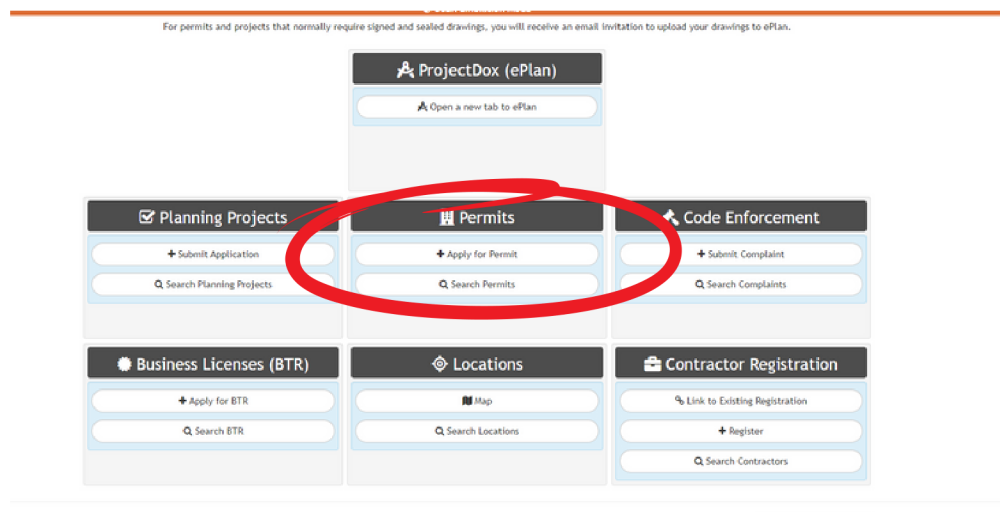 For permits and projects that normally require signed and sealed drawings, you will receive an email invitation to upload your drawings to ePlan.
ProjectDox (ePlan)
Open a new tab to ePlan
Planning Projects
Submit Application
Search Planning Projects
Permits
Apply for Permit
Search Permits
Code Enforcement
Submit Complaint
Search Complaints
Business Licenses (BTR)
Apply for BTR
Search BTR
Locations
Map
Search Locations
Contractor Registration
Link to Existing Registration
Register
Search Contractors